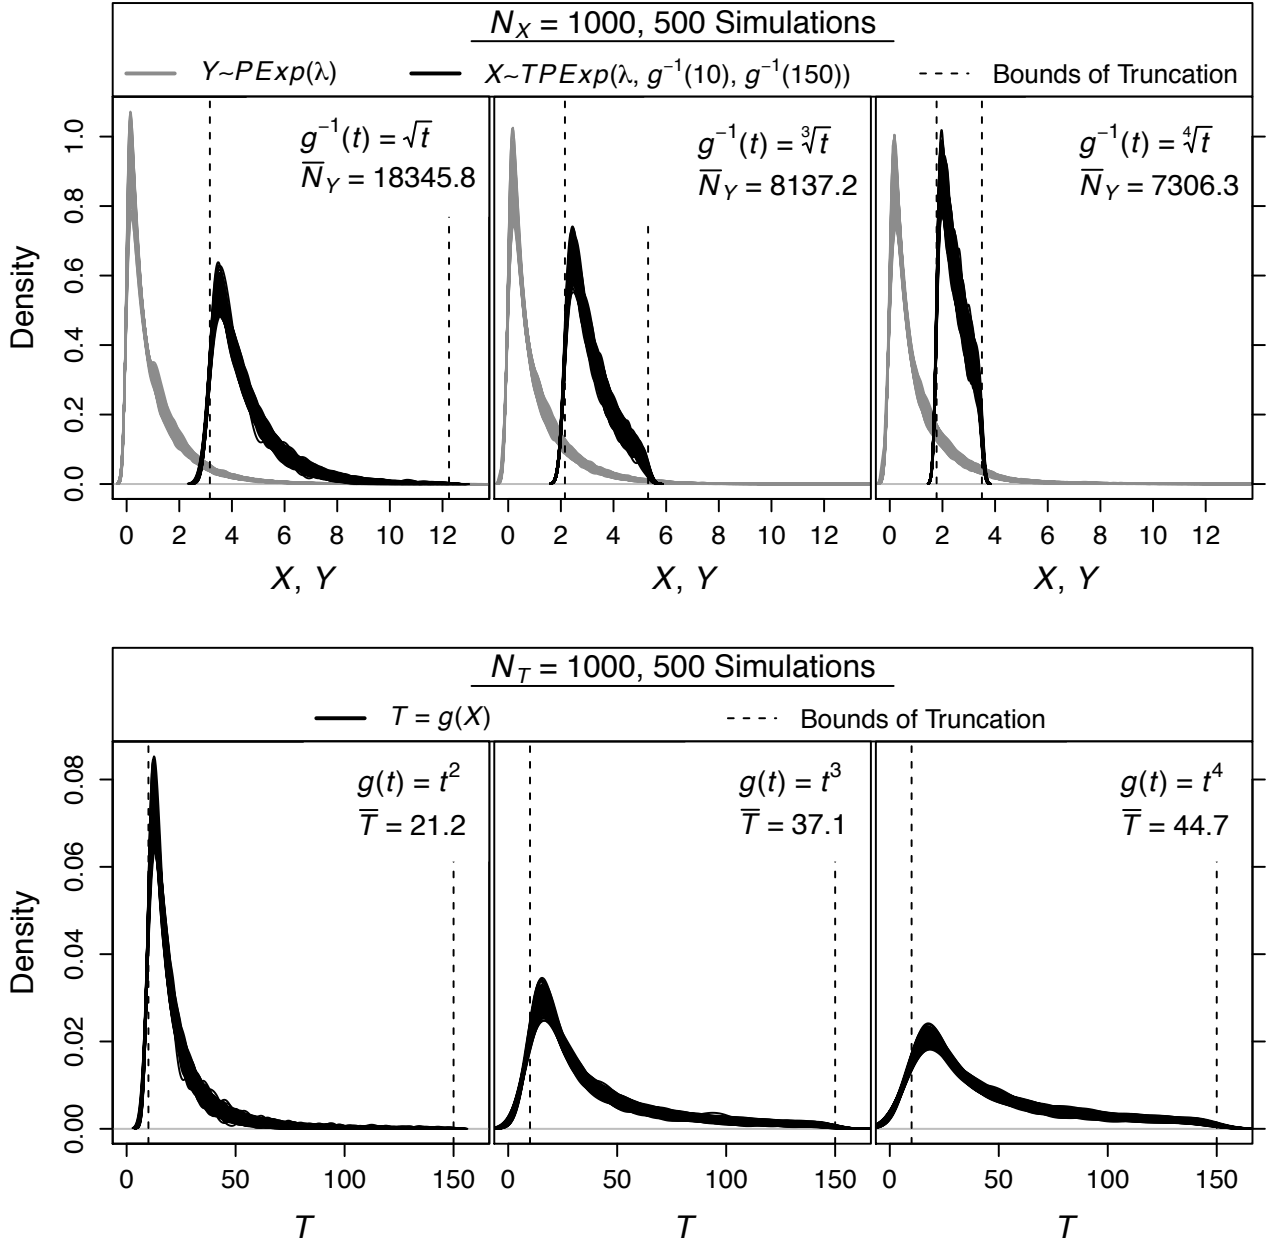 N_X = 1000, 500 Simulations
Y~PExp(λ) X~TPExp(λ, g⁻¹(10), g⁻¹(150)) Bounds of Truncation
g⁻¹(t) = √t
N̅_Y = 18345.8
g⁻¹(t) = ∛t
N̅_Y = 8137.2
g⁻¹(t) = ∜t
N̅_Y = 7306.3
Density
1.0
0.8
0.6
0.4
0.2
0.0
0 2 4 6 8 10 12
0 2 4 6 8 10 12
0 2 4 6 8 10 12
X, Y
X, Y
X, Y
N_T = 1000, 500 Simulations
T = g(X) Bounds of Truncation
g(t) = t²
T̅ = 21.2
g(t) = t³
T̅ = 37.1
g(t) = t⁴
T̅ = 44.7
Density
0.08
0.06
0.04
0.02
0.00
0 50 100 150
0 50 100 150
0 50 100 150
T
T
T